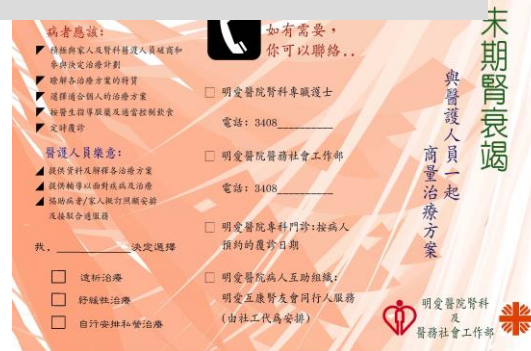 病者應該:
積極與家人及腎科醫護人員磋商和
參與決定治療計劃
瞭解各治療方案的特質
選擇適合個人的治療方案
按醫生指導服藥及適當控制飲食
定時覆診
醫護人員樂意:
提供資料及解釋各治療方案
提供輔導以面對疾病及治療
協助病者/家人擬訂照顧安排
及接駁合適服務
我，__________決定選擇
□ 透析治療
□ 紓緩性治療
□ 自行安排私營治療
如有需要，
你可以聯絡..
□ 明愛醫院腎科專職護士
電話: 3408__________
□ 明愛醫院醫務社會工作部
電話: 3408__________
□ 明愛醫院專科門診:按病人
預約的覆診日期
□ 明愛醫院病人互助組織:
明愛互康腎友會同行人服務
(由社工代為安排)
末期腎衰竭
與醫護人員一起
商量治療方案
明愛醫院腎科
及
醫務社會工作部